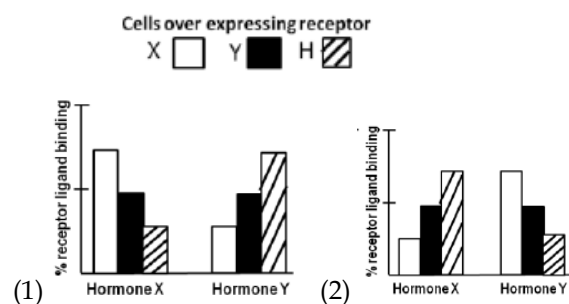 Cells over expressing receptor
X Y H
% receptor ligand binding
Hormone X Hormone Y
(1)
% receptor ligand binding
Hormone X Hormone Y
(2)